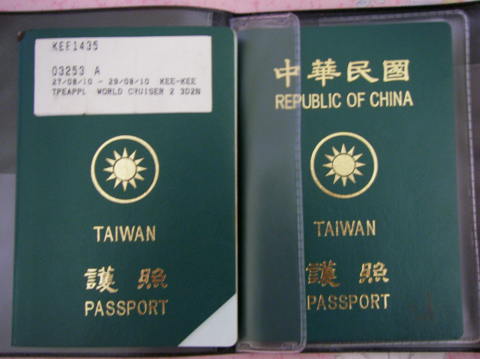 KEE1435
03253 A
27/08/10 - 29/08/10 KEE-KEE
TPEAPPL WORLD CRUISER 2 3D2N
TAIWAN
護照
PASSPORT
中華民國
REPUBLIC OF CHINA
TAIWAN
護照
PASSPORT